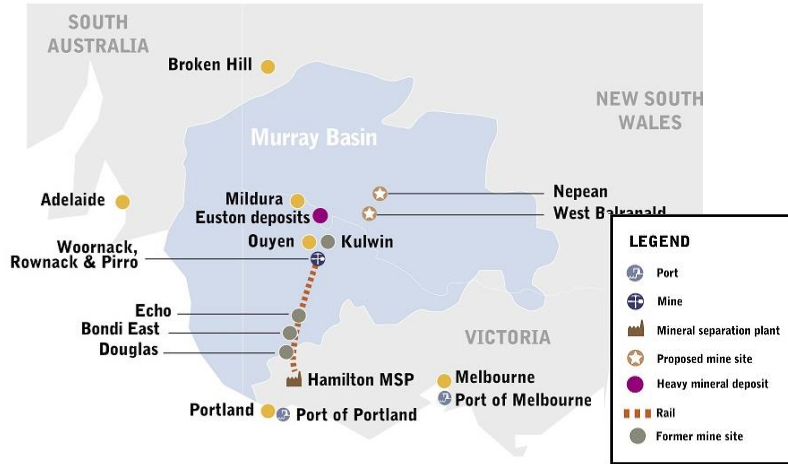 SOUTH
AUSTRALIA
Broken Hill
NEW SOUTH
WALES
Murray Basin
Adelaide
Mildura
Euston deposits
Nepean
West Balranald
Ouyen
Kulwin
Woornack,
Rownack & Pirro
Echo
Bondi East
Douglas
VICTORIA
Hamilton MSP
Melbourne
Port of Melbourne
Portland
Port of Portland
LEGEND
Port
Mine
Mineral separation plant
Proposed mine site
Heavy mineral deposit
Rail
Former mine site